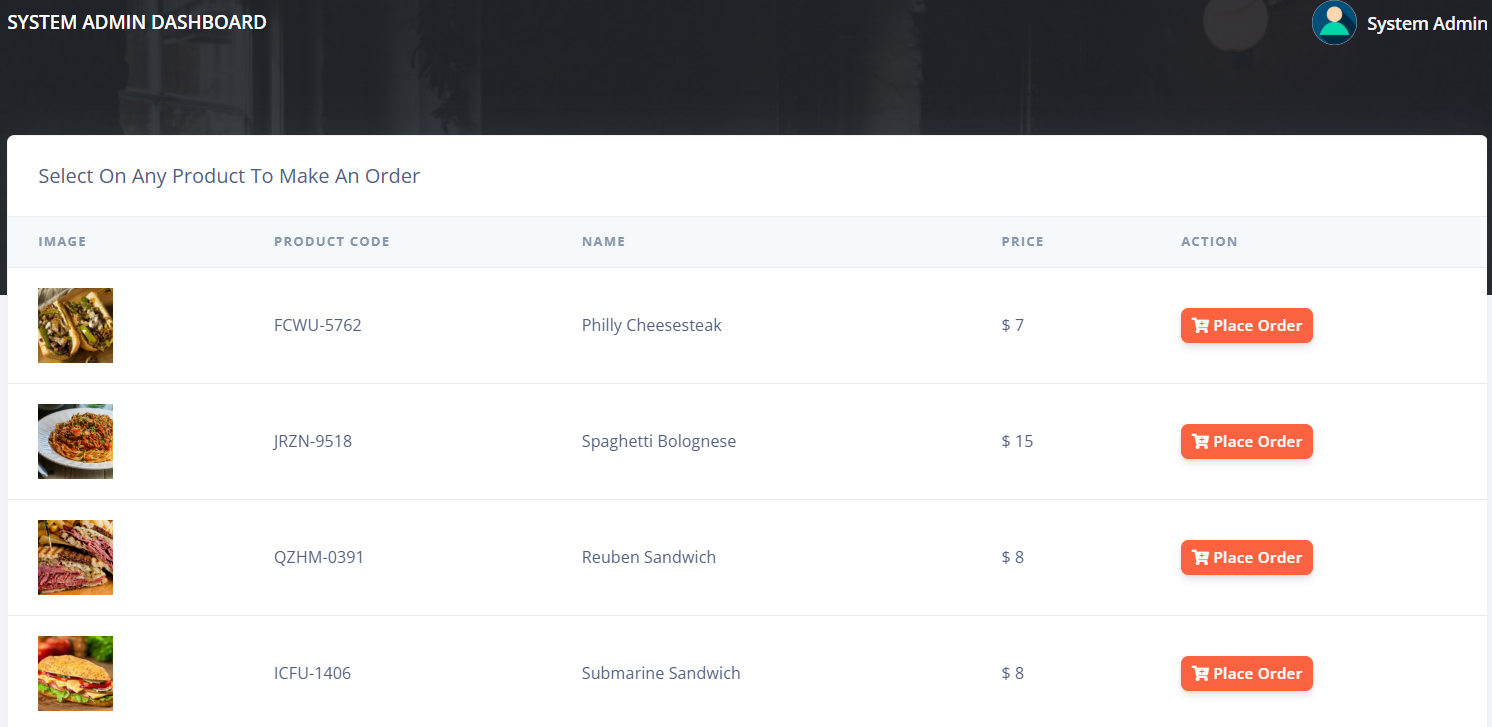 SYSTEM ADMIN DASHBOARD
System Admin
Select On Any Product To Make An Order
IMAGE PRODUCT CODE NAME PRICE ACTION
FCWU-5762 Philly Cheesesteak $ 7 Place Order
JRZN-9518 Spaghetti Bolognese $ 15 Place Order
QZHM-0391 Reuben Sandwich $ 8 Place Order
ICFU-1406 Submarine Sandwich $ 8 Place Order